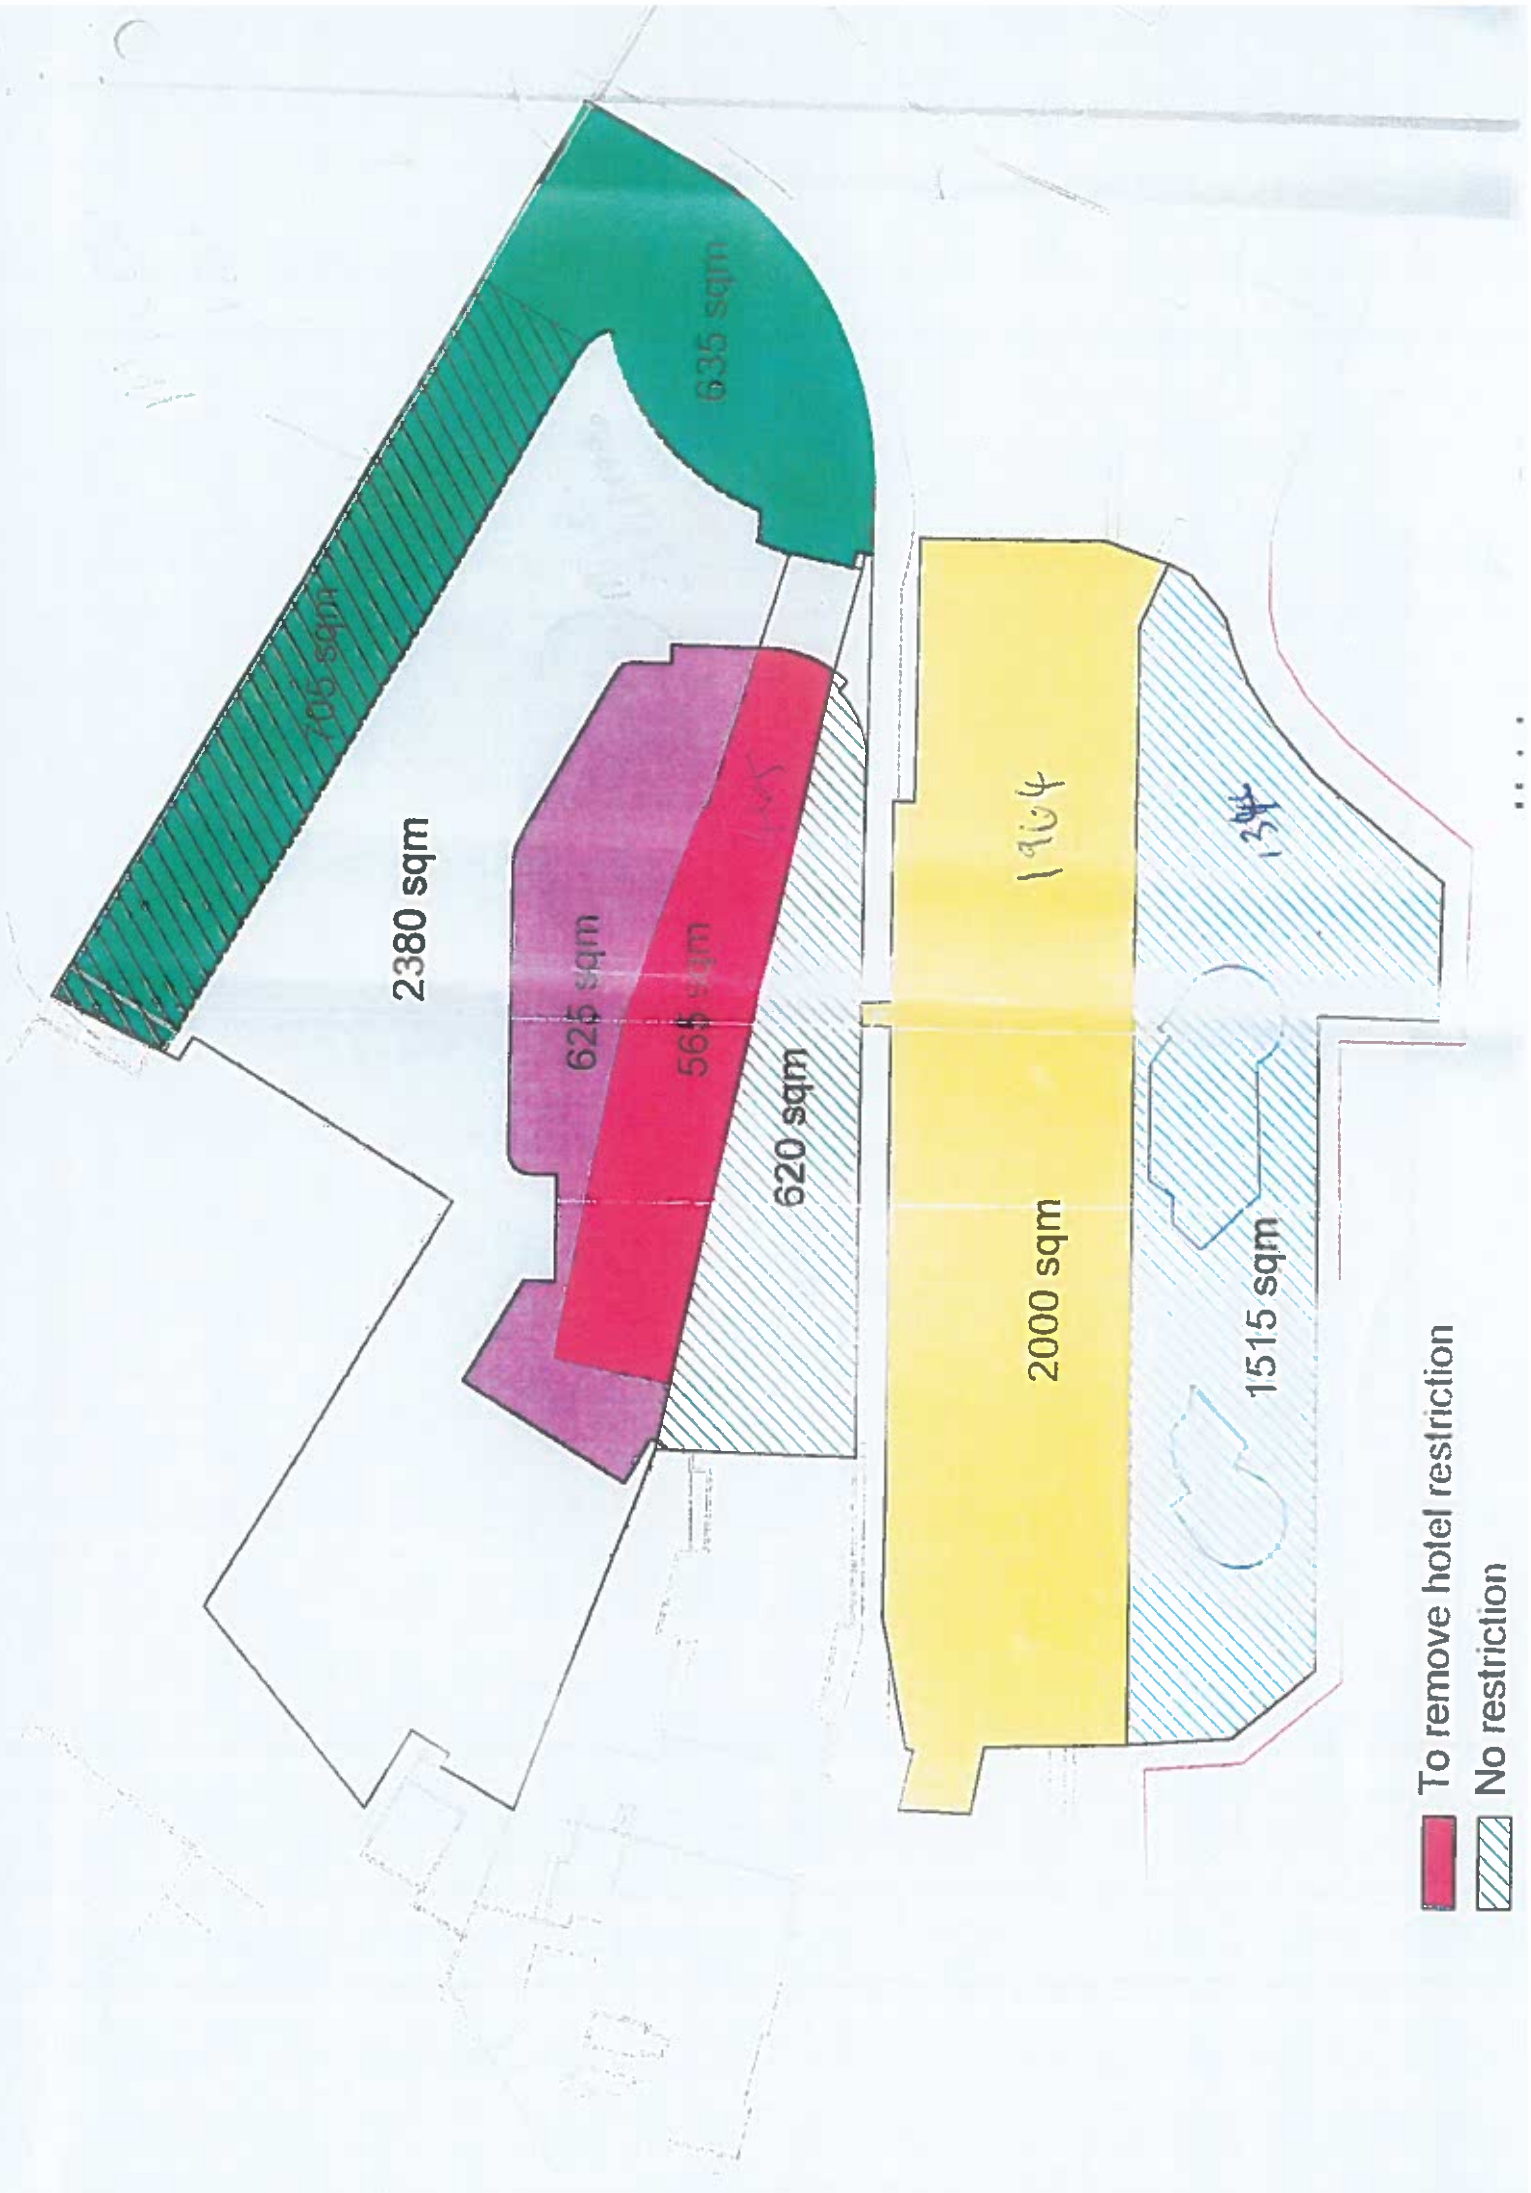 705 sqm
635 sqm
2380 sqm
625 sqm
565 sqm
620 sqm
1964
2000 sqm
1515 sqm
To remove hotel restriction
No restriction